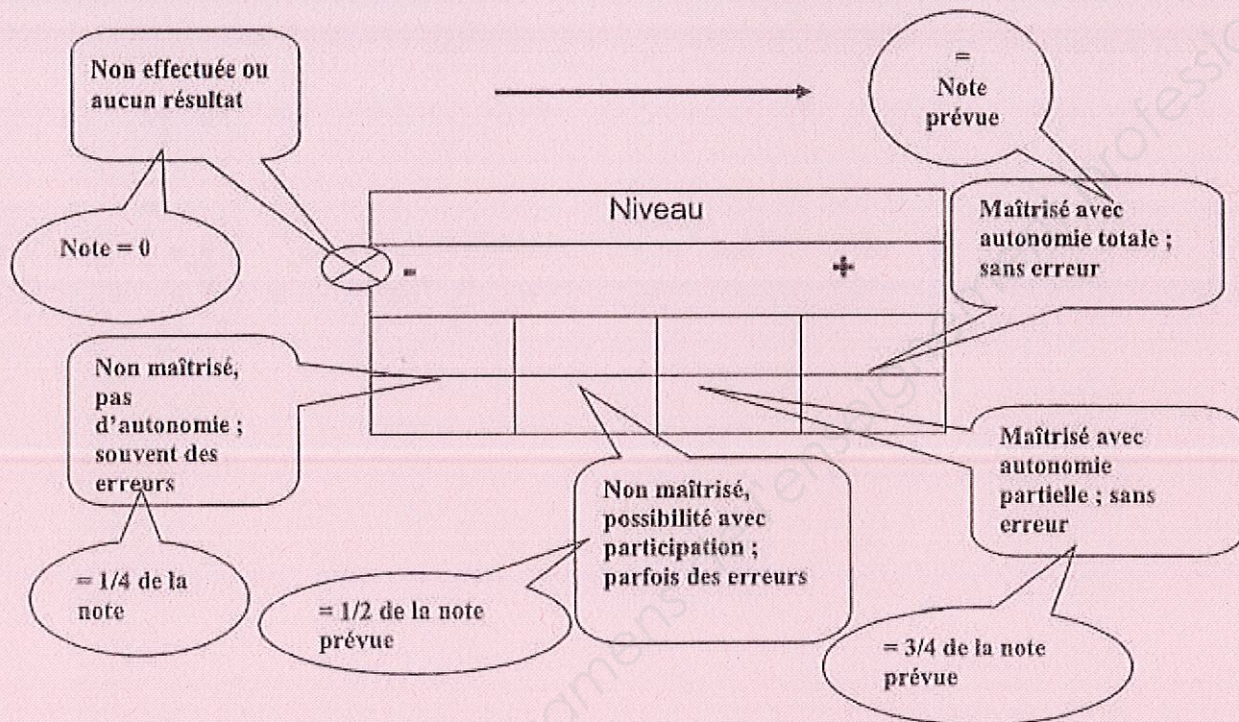 Non effectuée ou
aucun résultat
=
Note
prévue
Note = 0
Niveau
-
+
Maîtrisé avec
autonomie totale ;
sans erreur
Non maîtrisé,
pas
d'autonomie ;
souvent des
erreurs
Maîtrisé avec
autonomie
partielle ; sans
erreur
Non maîtrisé,
possibilité avec
participation ;
parfois des erreurs
= 1/4 de la
note
= 1/2 de la note
prévue
= 3/4 de la note
prévue